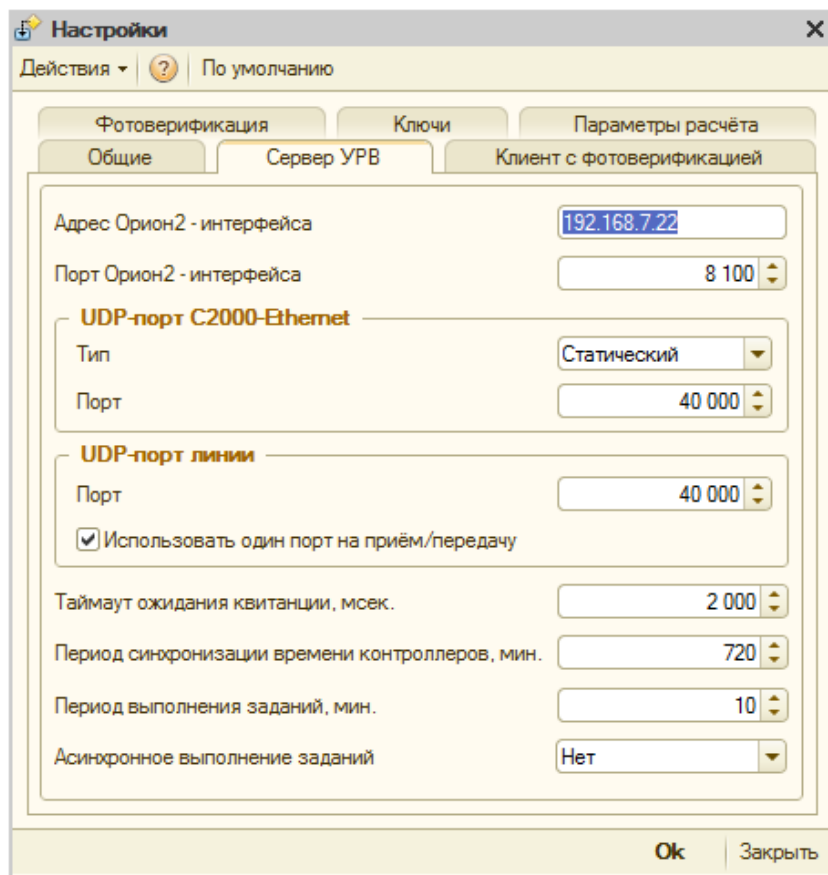 Настройки
Действия По умолчанию
Фотоверификация Ключи Параметры расчёта
Общие Сервер УРВ Клиент с фотоверификацией
Адрес Орион2 - интерфейса 192.168.7.22
Порт Орион2 - интерфейса 8 100
UDP-порт С2000-Ethernet
Тип Статический
Порт 40 000
UDP-порт линии
Порт 40 000
Использовать один порт на приём/передачу
Таймаут ожидания квитанции, мсек. 2 000
Период синхронизации времени контроллеров, мин. 720
Период выполнения заданий, мин. 10
Асинхронное выполнение заданий Нет
Ok Закрыть